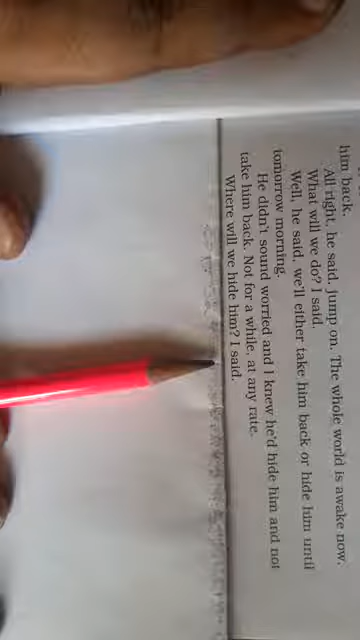 him back.
All right, he said, jump on. The whole world is awake now.
What will we do? I said.
Well, he said, we'll either take him back or hide him until
tomorrow morning.
He didn't sound worried and I knew he'd hide him and not
take him back. Not for a while, at any rate.
Where will we hide him? I said.